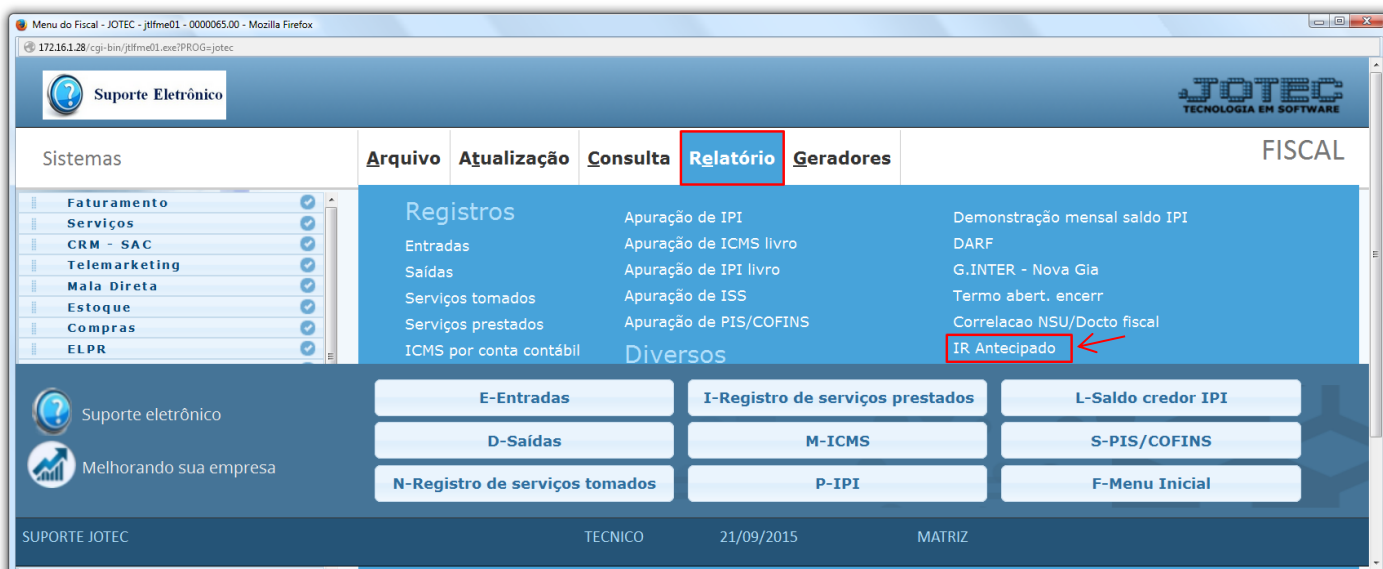 Menu do Fiscal - JOTEC - jtlfme01 - 0000065.00 - Mozilla Firefox
172.16.1.28/cgi-bin/jtlfme01.exe?PROG=jotec
Suporte Eletrônico
JOTEC
TECNOLOGIA EM SOFTWARE
Sistemas
Arquivo Atualização Consulta Relatório Geradores
FISCAL
Faturamento
Serviços
CRM - SAC
Telemarketing
Mala Direta
Estoque
Compras
ELPR
Registros
Entradas
Saídas
Serviços tomados
Serviços prestados
ICMS por conta contábil
Apuração de IPI
Apuração de ICMS livro
Apuração de IPI livro
Apuração de ISS
Apuração de PIS/COFINS
Diversos
Demonstração mensal saldo IPI
DARF
G.INTER - Nova Gia
Termo abert. encerr
Correlacao NSU/Docto fiscal
IR Antecipado
Suporte eletrônico
Melhorando sua empresa
E-Entradas
I-Registro de serviços prestados
L-Saldo credor IPI
D-Saídas
M-ICMS
S-PIS/COFINS
N-Registro de serviços tomados
P-IPI
F-Menu Inicial
SUPORTE JOTEC
TECNICO
21/09/2015
MATRIZ